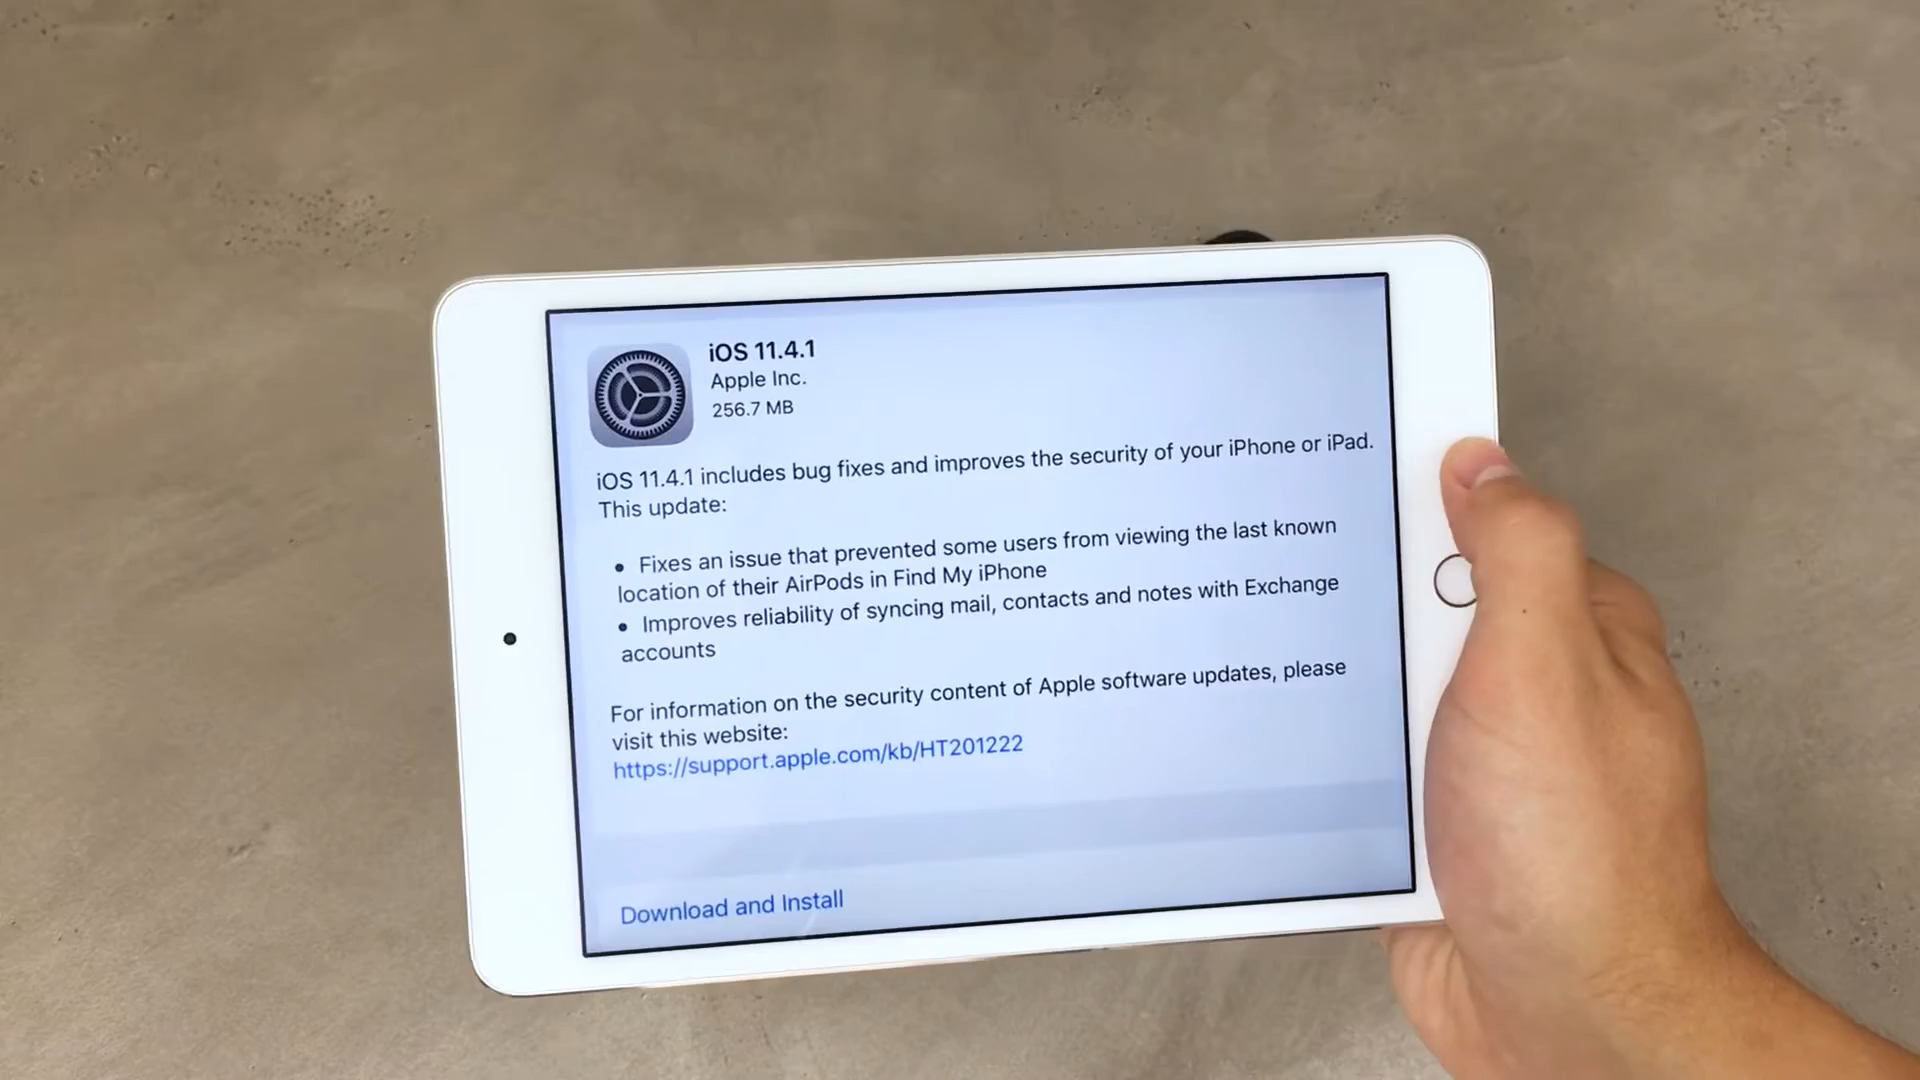 iOS 11.4.1
Apple Inc.
256.7 MB
iOS 11.4.1 includes bug fixes and improves the security of your iPhone or iPad.
This update:
• Fixes an issue that prevented some users from viewing the last known
location of their AirPods in Find My iPhone
• Improves reliability of syncing mail, contacts and notes with Exchange
accounts
For information on the security content of Apple software updates, please
visit this website:
https://support.apple.com/kb/HT201222
Download and Install